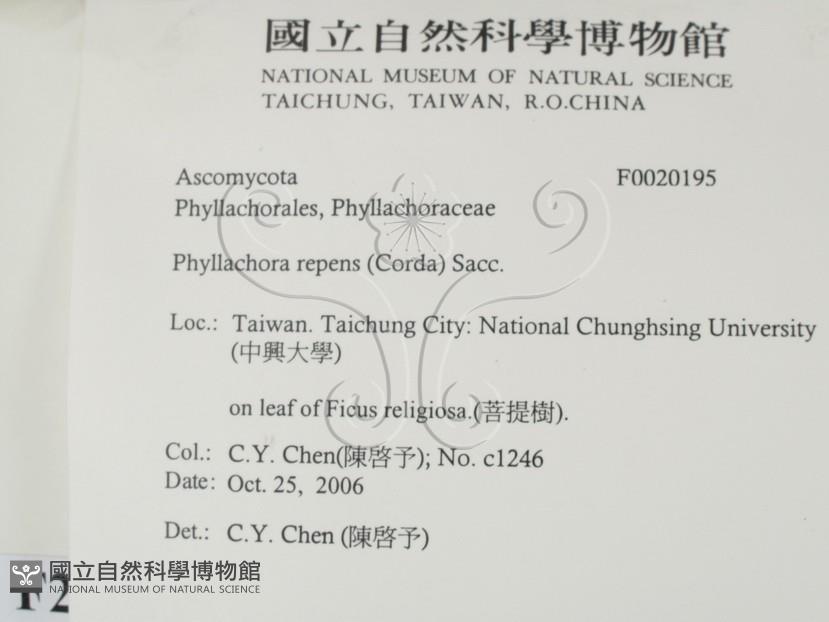 國立自然科學博物館
NATIONAL MUSEUM OF NATURAL SCIENCE
TAICHUNG, TAIWAN, R.O.CHINA
Ascomycota F0020195
Phyllachorales, Phyllachoraceae
Phyllachora repens (Corda) Sacc.
Loc.: Taiwan. Taichung City: National Chunghsing University
(中興大學)
on leaf of Ficus religiosa.(菩提樹).
Col.: C.Y. Chen(陳啓予); No. c1246
Date: Oct. 25, 2006
Det.: C.Y. Chen (陳啓予)
國立自然科學博物館
NATIONAL MUSEUM OF NATURAL SCIENCE
F2